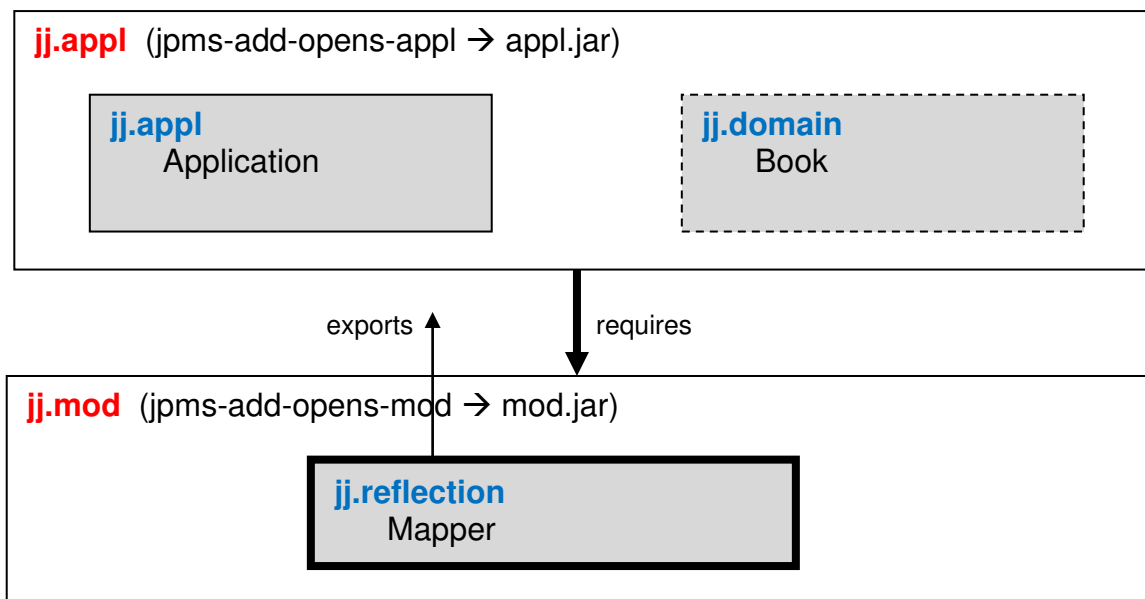 jj.appl (jpms-add-opens-appl → appl.jar)
jj.appl
Application
jj.domain
Book
exports
requires
jj.mod (jpms-add-opens-mod → mod.jar)
jj.reflection
Mapper